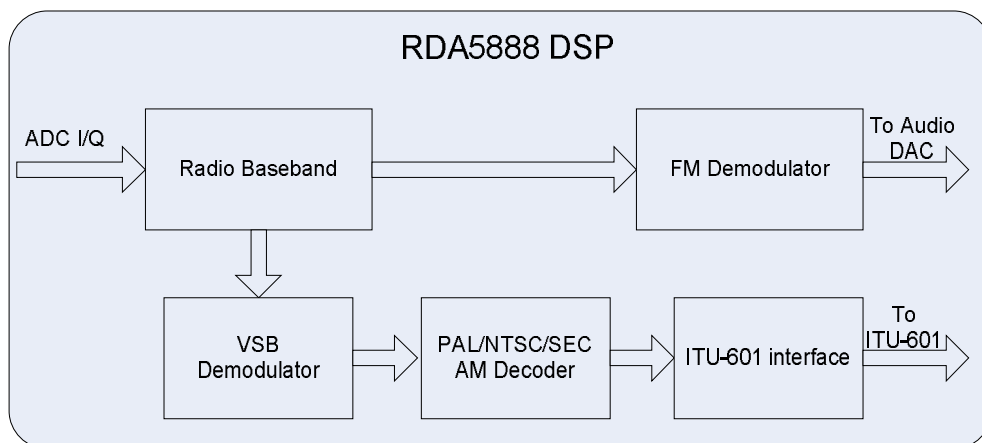 RDA5888 DSP
ADC I/Q
Radio Baseband
FM Demodulator
To Audio
DAC
VSB
Demodulator
PAL/NTSC/SEC
AM Decoder
ITU-601 interface
To
ITU-601